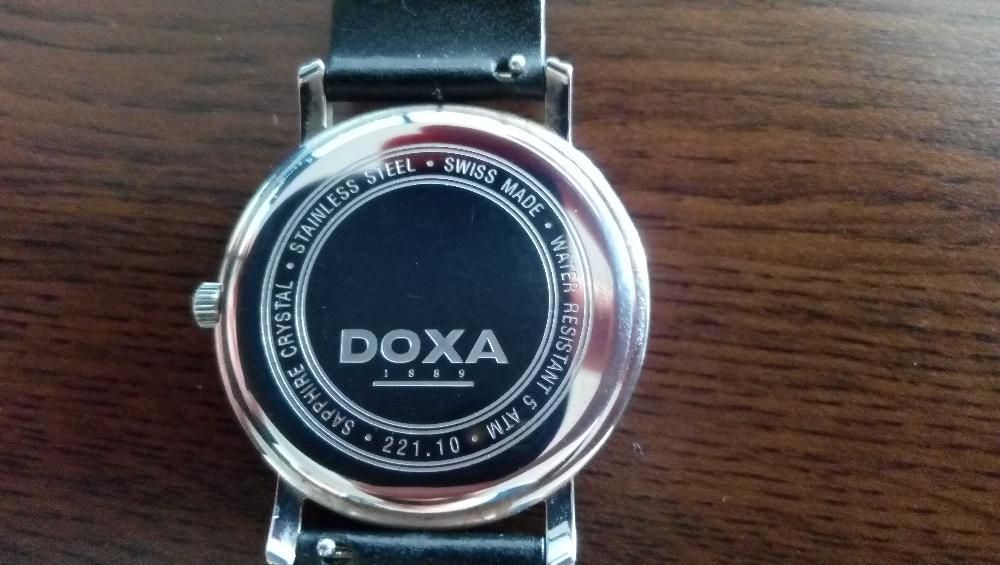 SAPPHIRE CRYSTAL • STAINLESS STEEL • SWISS MADE • WATER RESISTANT 5 ATM • 221.10 •
DOXA
1889